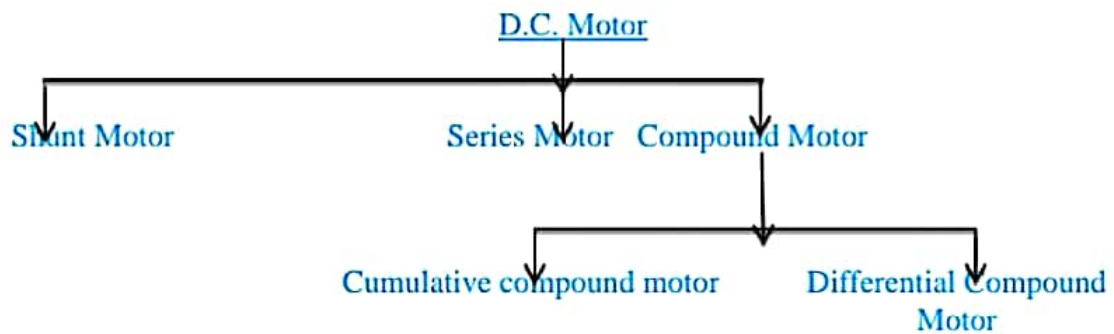 D.C. Motor
Shunt Motor
Series Motor
Compound Motor
Cumulative compound motor
Differential Compound
Motor